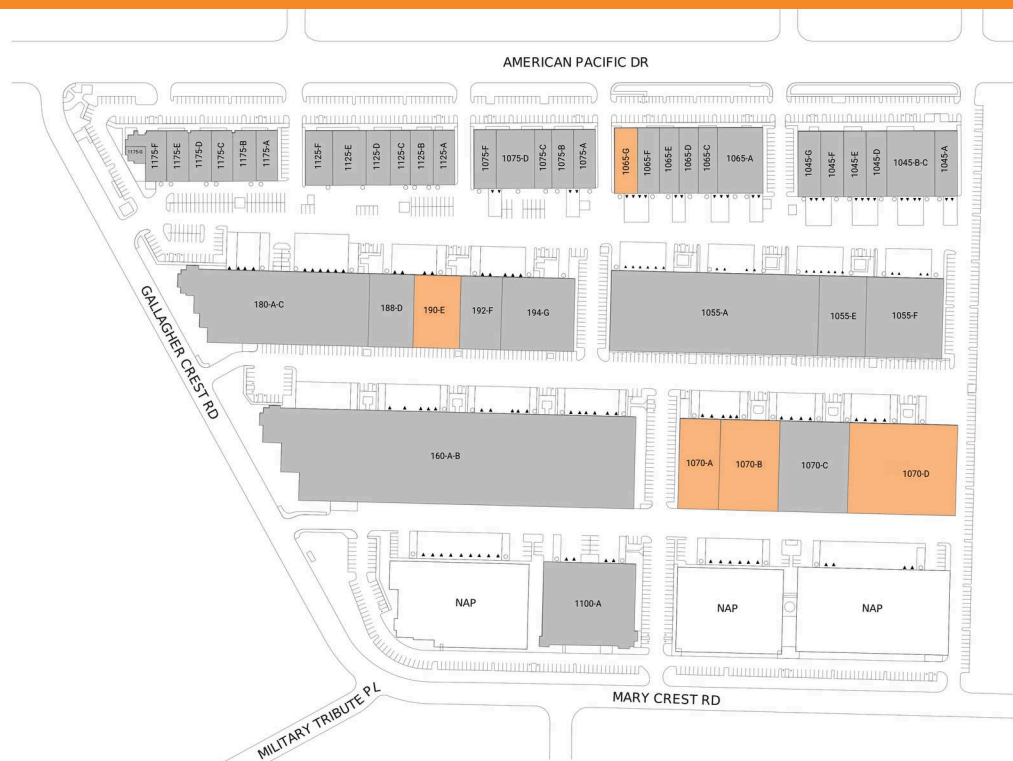 AMERICAN PACIFIC DR
1175-G
1175-F
1175-E
1175-D
1175-C
1175-B
1175-A
1125-F
1125-E
1125-D
1125-C
1125-B
1125-A
1075-F
1075-D
1075-C
1075-B
1075-A
1065-G
1065-F
1065-E
1065-D
1065-C
1065-A
1045-G
1045-F
1045-E
1045-D
1045-B-C
1045-A
GALLAGHER CREST RD
180-A-C
188-D
190-E
192-F
194-G
1055-A
1055-E
1055-F
160-A-B
1070-A
1070-B
1070-C
1070-D
NAP
1100-A
NAP
NAP
MARY CREST RD
MILITARY TRIBUTE PL